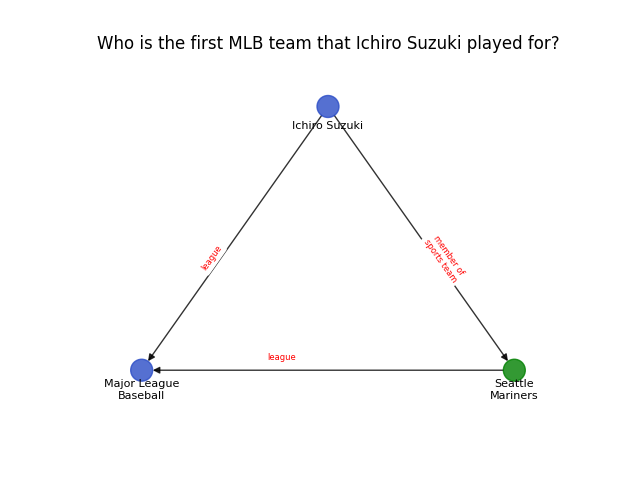 Who is the first MLB team that Ichiro Suzuki played for?
Ichiro Suzuki
league
member of
sports team
league
Major League
Baseball
Seattle
Mariners